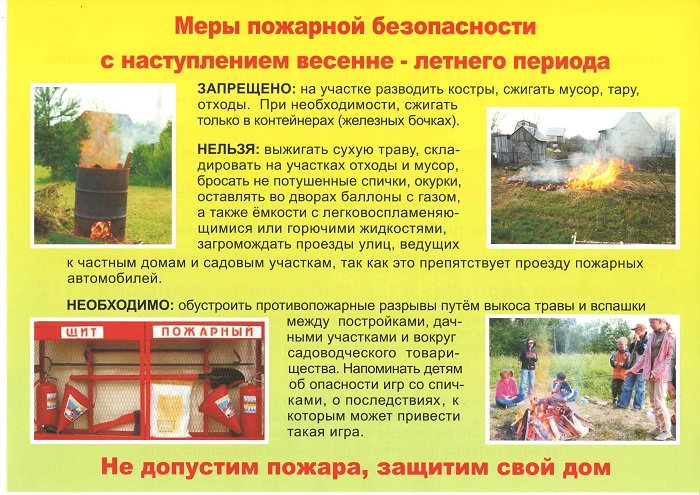 Меры пожарной безопасности
с наступлением весенне - летнего периода
ЗАПРЕЩЕНО: на участке разводить костры, сжигать мусор, тару,
отходы. При необходимости, сжигать
только в контейнерах (железных бочках).
НЕЛЬЗЯ: выжигать сухую траву, скла-
дировать на участках отходы и мусор,
бросать не потушенные спички, окурки,
оставлять во дворах баллоны с газом,
а также ёмкости с легковоспламеняю-
щимися или горючими жидкостями,
загромождать проезды улиц, ведущих
к частным домам и садовым участкам, так как это препятствует проезду пожарных
автомобилей.
НЕОБХОДИМО: обустроить противопожарные разрывы путём выкоса травы и вспашки
между постройками, дач-
ными участками и вокруг
садоводческого товари-
щества. Напоминать детям
об опасности игр со спич-
ками, о последствиях, к
которым может привести
такая игра.
ЩИТ ПОЖАРНЫЙ
Не допустим пожара, защитим свой дом